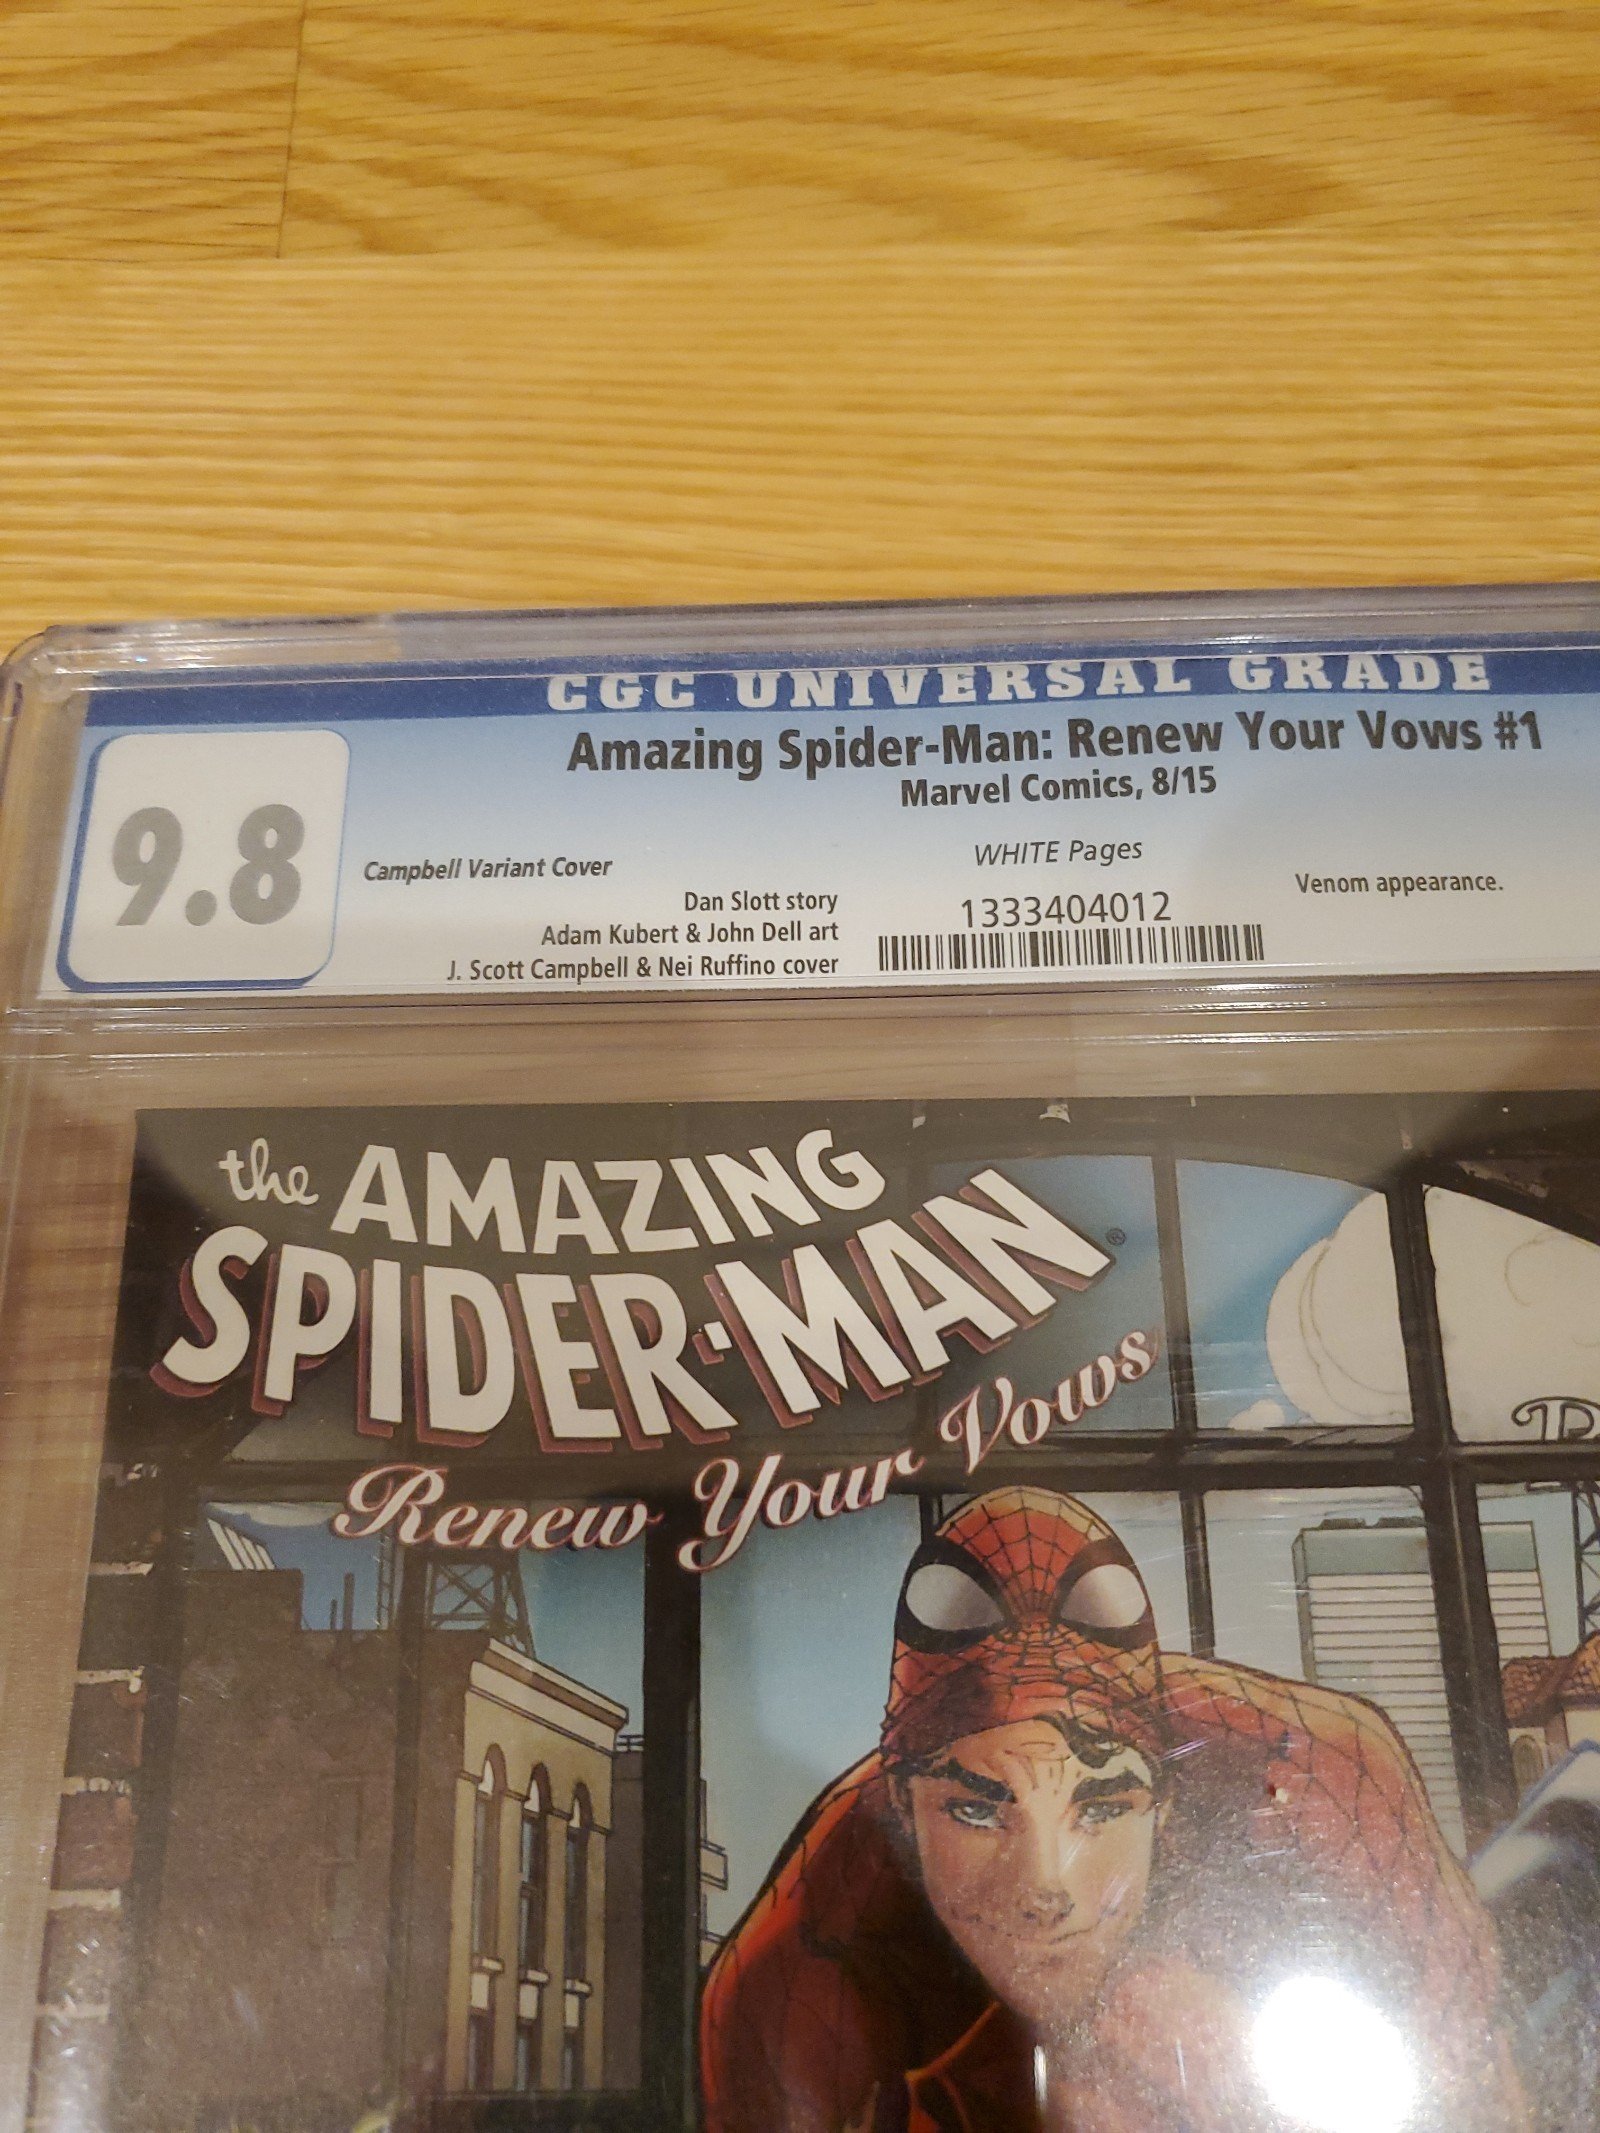 CGC UNIVERSAL GRADE
Amazing Spider-Man: Renew Your Vows #1
Marvel Comics, 8/15
9.8
WHITE Pages
Campbell Variant Cover
Venom appearance.
Dan Slott story
1333404012
Adam Kubert & John Dell art
J. Scott Campbell & Nei Ruffino cover
the AMAZING
SPIDER-MAN®
Renew Your Vows